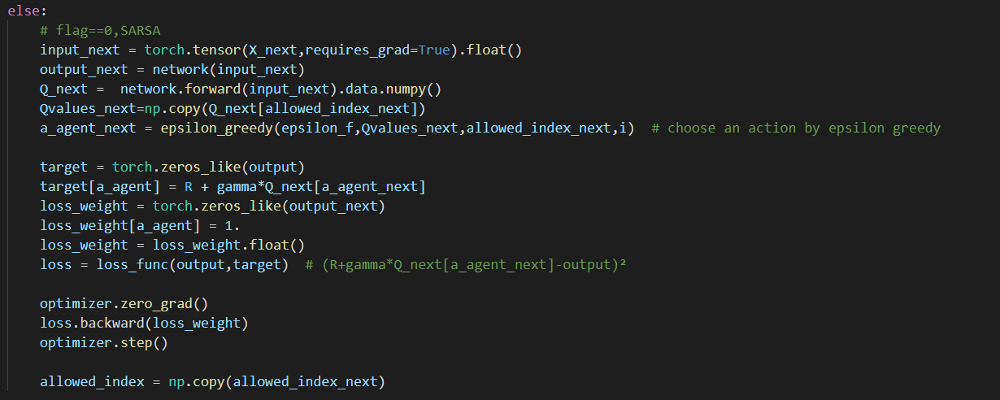 else:
    # flag==0,SARSA
    input_next = torch.tensor(X_next,requires_grad=True).float()
    output_next = network(input_next)
    Q_next =  network.forward(input_next).data.numpy()
    Qvalues_next=np.copy(Q_next[allowed_index_next])
    a_agent_next = epsilon_greedy(epsilon_f,Qvalues_next,allowed_index_next,i)  # choose an action by epsilon greedy

    target = torch.zeros_like(output)
    target[a_agent] = R + gamma*Q_next[a_agent_next]
    loss_weight = torch.zeros_like(output_next)
    loss_weight[a_agent] = 1.
    loss_weight = loss_weight.float()
    loss = loss_func(output,target)  # (R+gamma*Q_next[a_agent_next]-output)²

    optimizer.zero_grad()
    loss.backward(loss_weight)
    optimizer.step()

    allowed_index = np.copy(allowed_index_next)